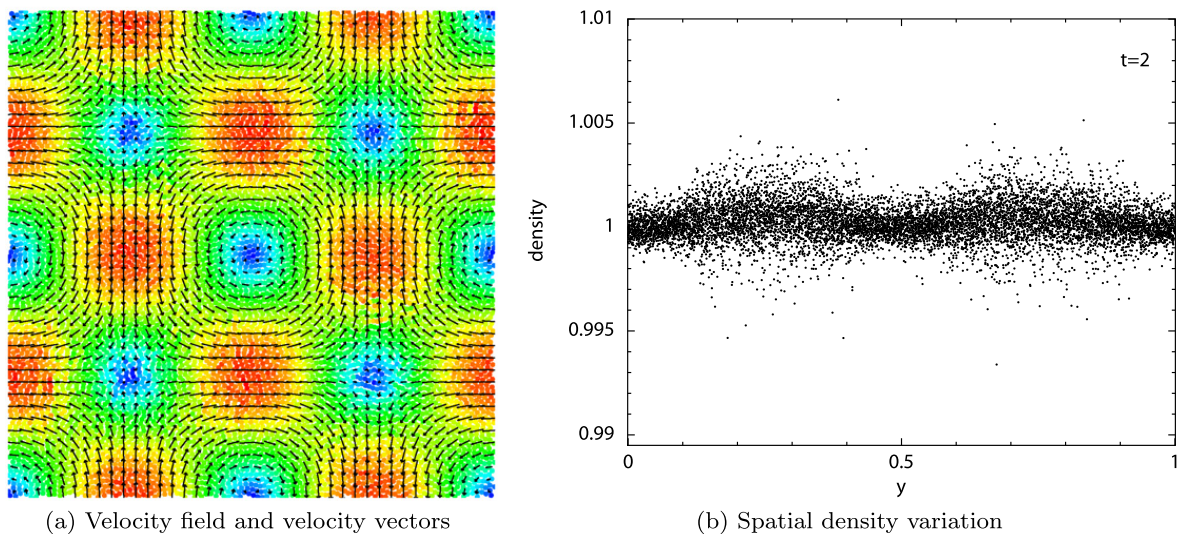 1.01
t=2
1.005
1
0.995
0.99
density
0
0.5
1
y
(a) Velocity field and velocity vectors
(b) Spatial density variation